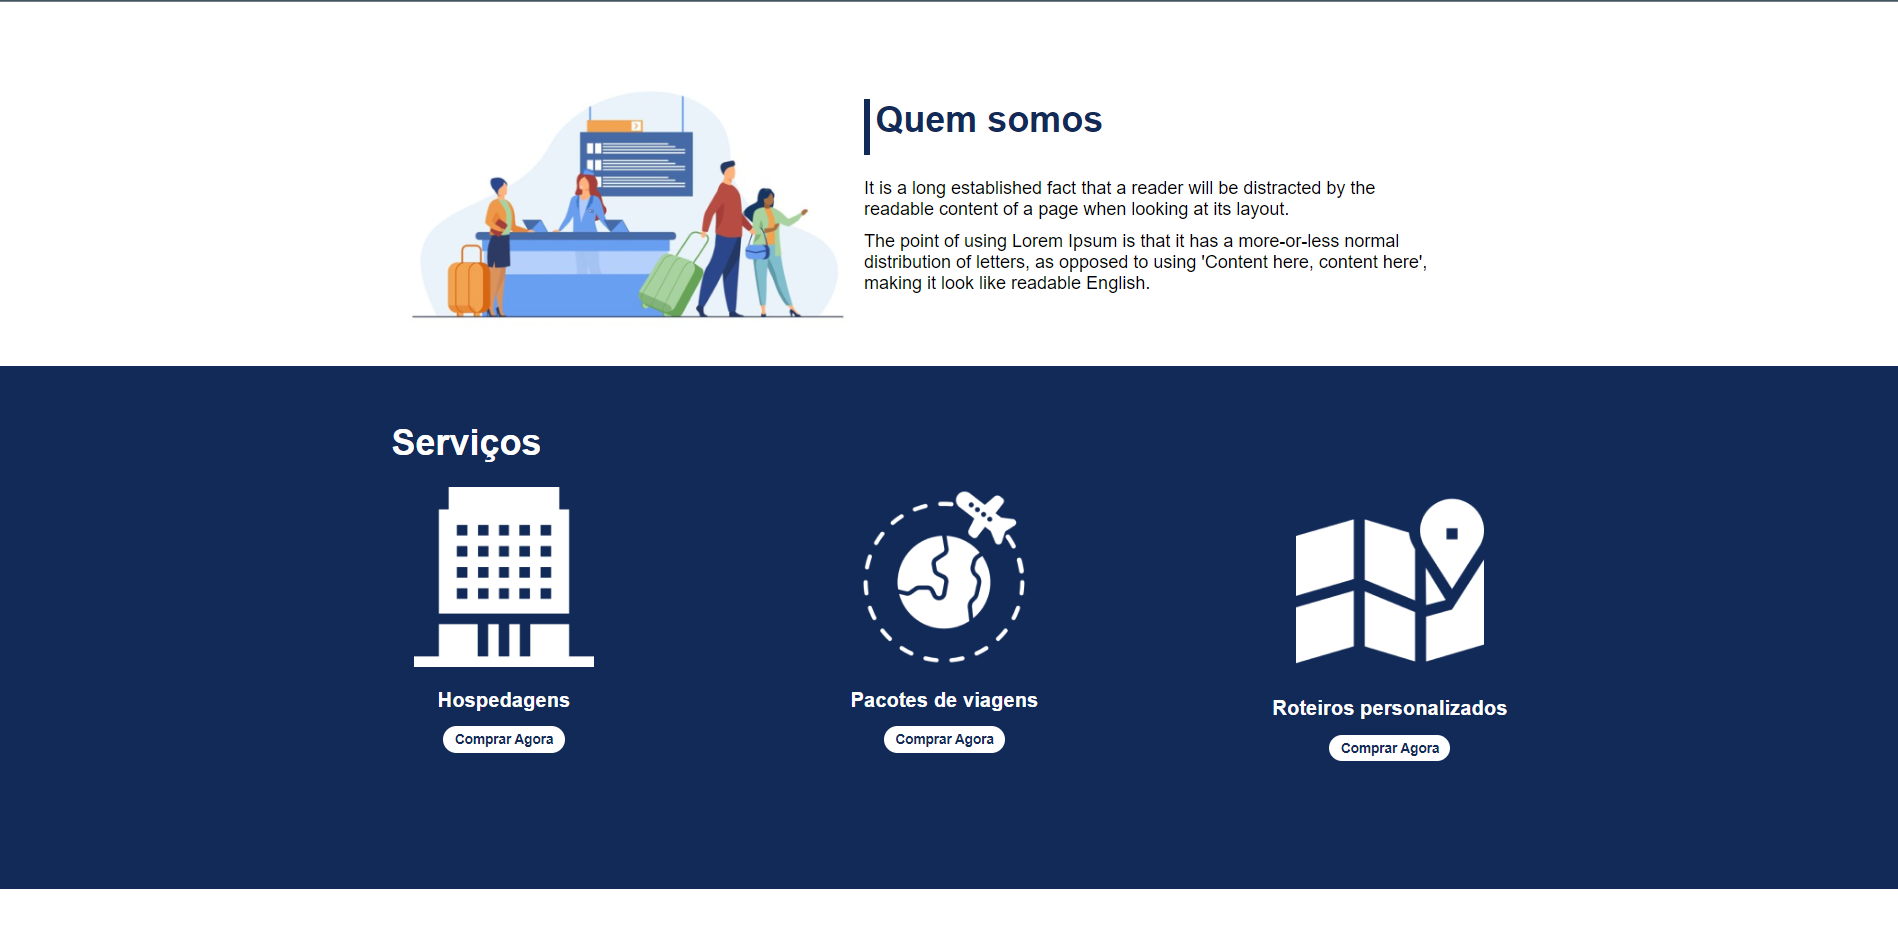 Quem somos
It is a long established fact that a reader will be distracted by the
readable content of a page when looking at its layout.
The point of using Lorem Ipsum is that it has a more-or-less normal
distribution of letters, as opposed to using 'Content here, content here',
making it look like readable English.
Serviços
Hospedagens
Pacotes de viagens
Roteiros personalizados
Comprar Agora
Comprar Agora
Comprar Agora